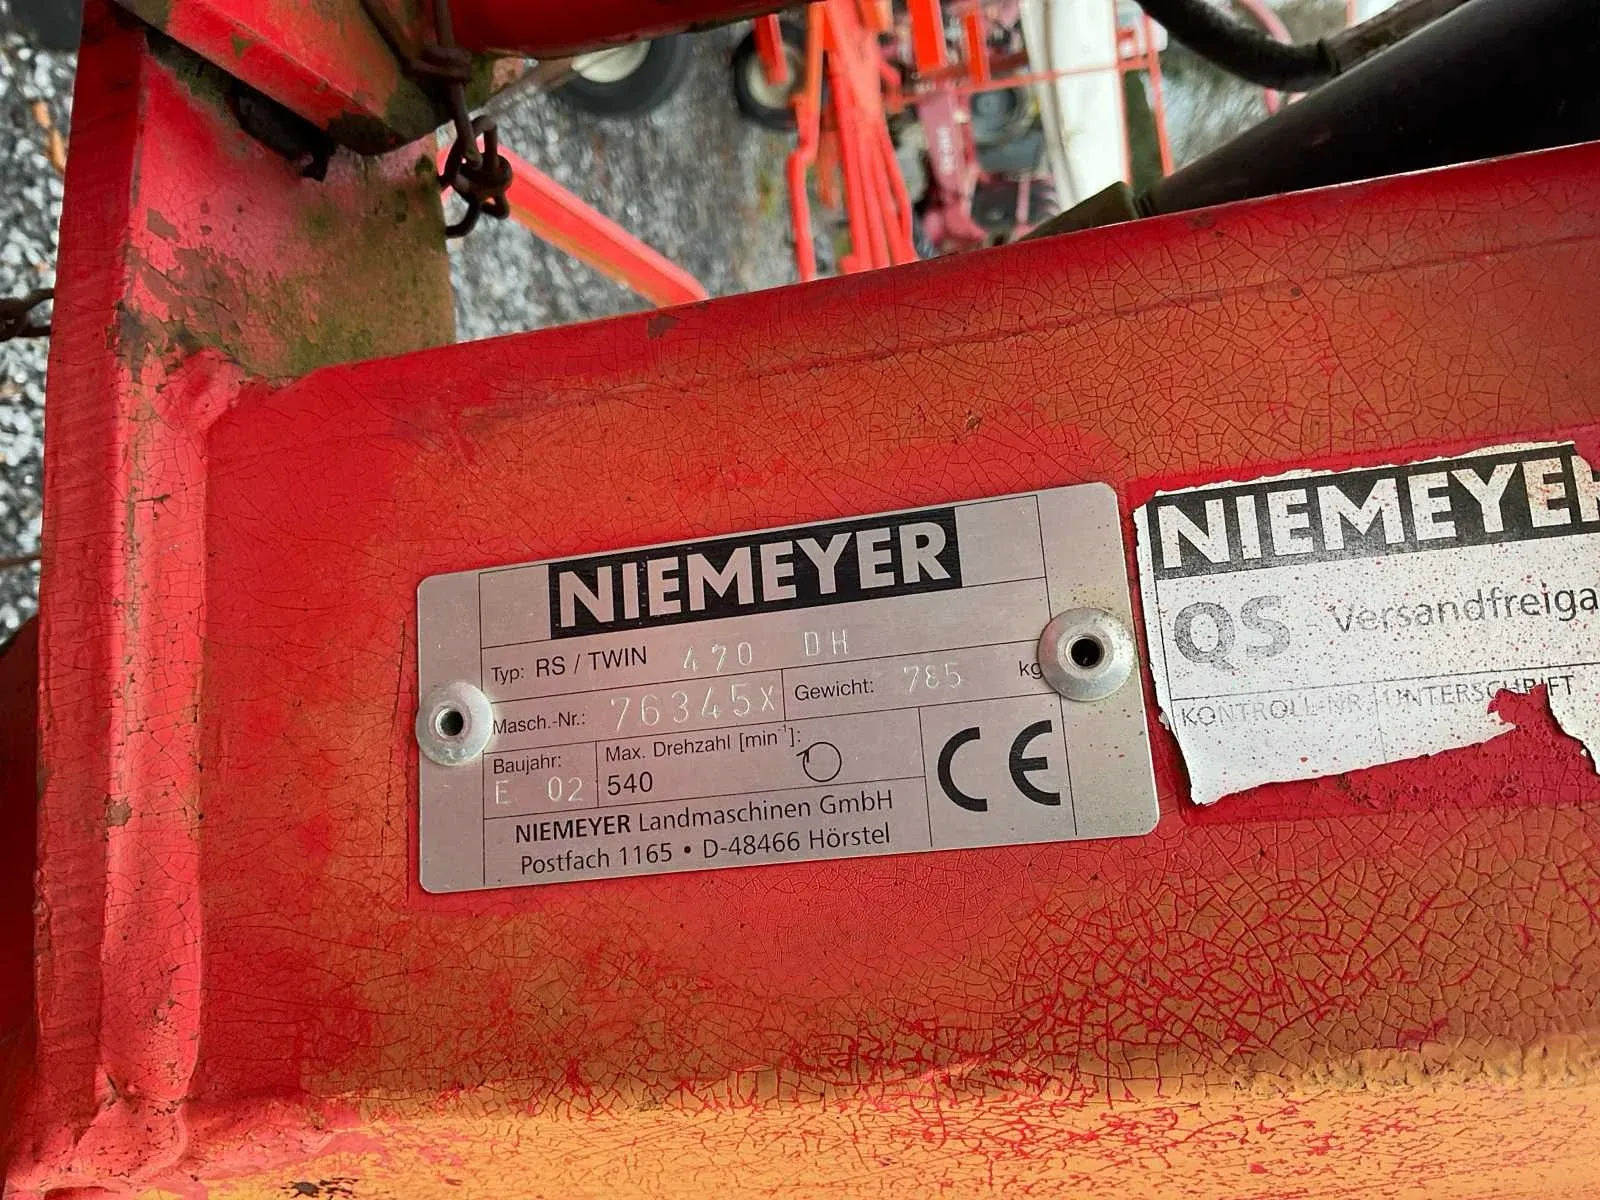 NIEMEYER
Typ: RS / TWIN 470 DH
Masch.-Nr.: 76345X Gewicht: 785 kg
Baujahr: E 02 Max. Drehzahl [min⁻¹]: 540
CE
NIEMEYER Landmaschinen GmbH
Postfach 1165 • D-48466 Hörstel
NIEMEYER
QS Versandfreiga
KONTROLL-NR. UNTERSCHRIFT